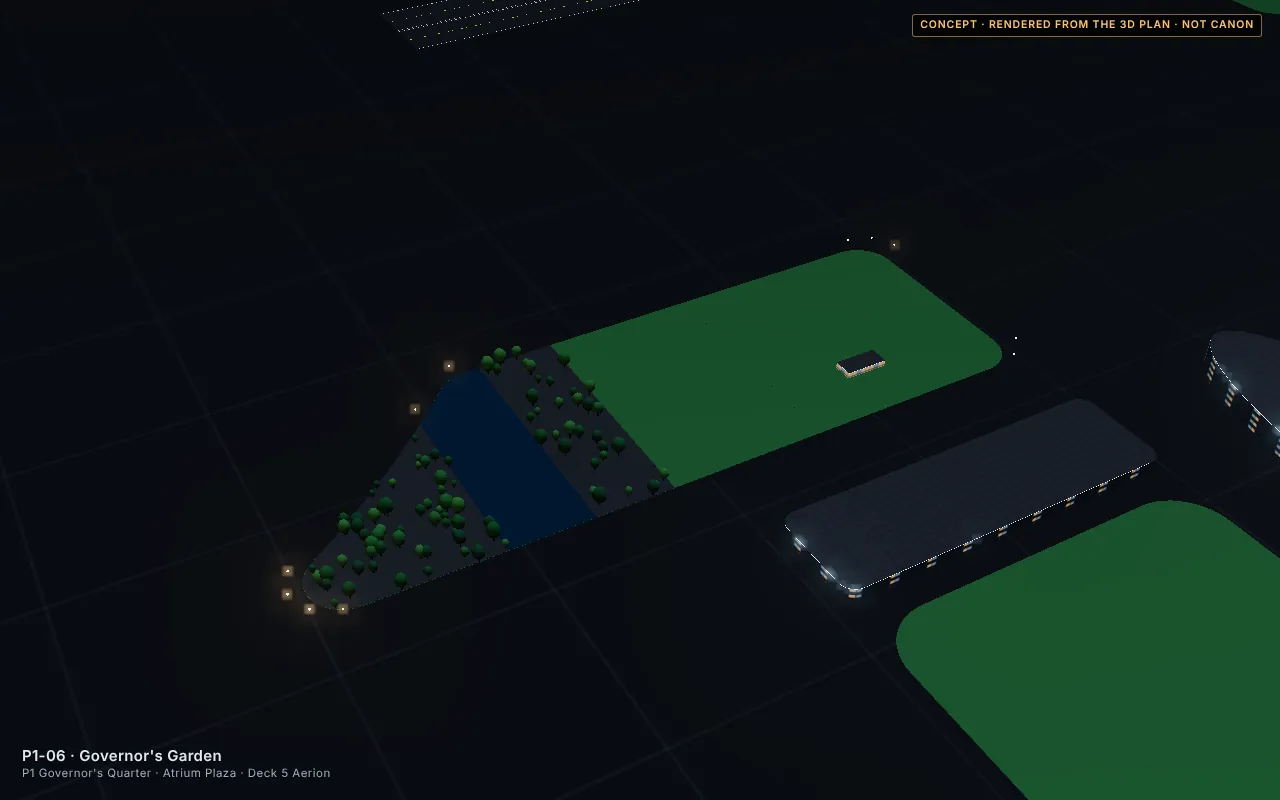 CONCEPT · RENDERED FROM THE 3D PLAN · NOT CANON
P1-06 · Governor's Garden
P1 Governor's Quarter · Atrium Plaza · Deck 5 Aerion